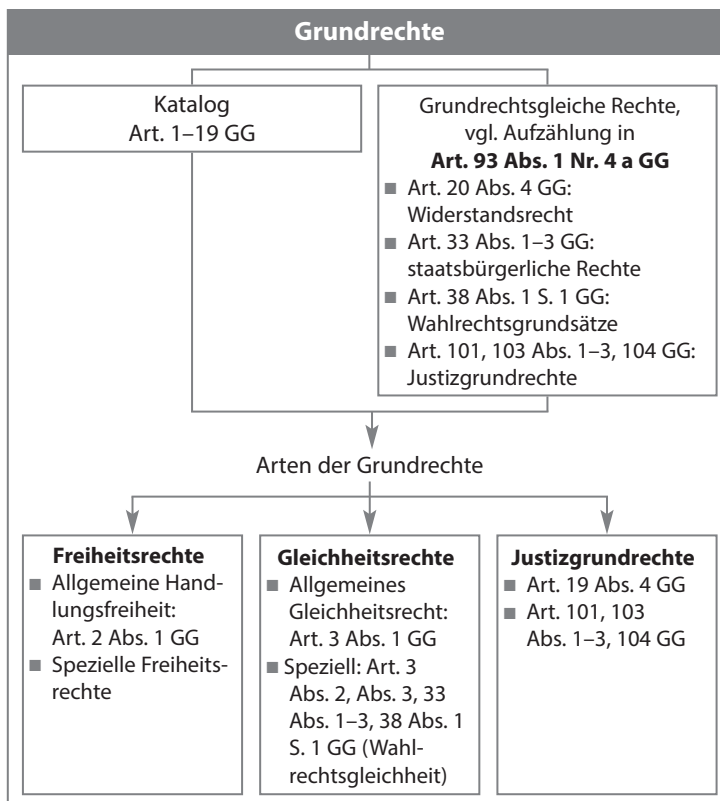 Grundrechte
Katalog
Art. 1–19 GG
Grundrechtsgleiche Rechte,
vgl. Aufzählung in
Art. 93 Abs. 1 Nr. 4 a GG
■ Art. 20 Abs. 4 GG:
Widerstandsrecht
■ Art. 33 Abs. 1–3 GG:
staatsbürgerliche Rechte
■ Art. 38 Abs. 1 S. 1 GG:
Wahlrechtsgrundsätze
■ Art. 101, 103 Abs. 1–3, 104 GG:
Justizgrundrechte
Arten der Grundrechte
Freiheitsrechte
■ Allgemeine Hand-
lungsfreiheit:
Art. 2 Abs. 1 GG
■ Spezielle Freiheits-
rechte
Gleichheitsrechte
■ Allgemeines
Gleichheitsrecht:
Art. 3 Abs. 1 GG
■ Speziell: Art. 3
Abs. 2, Abs. 3, 33
Abs. 1–3, 38 Abs. 1
S. 1 GG (Wahl-
rechtsgleichheit)
Justizgrundrechte
■ Art. 19 Abs. 4 GG
■ Art. 101, 103
Abs. 1–3, 104 GG